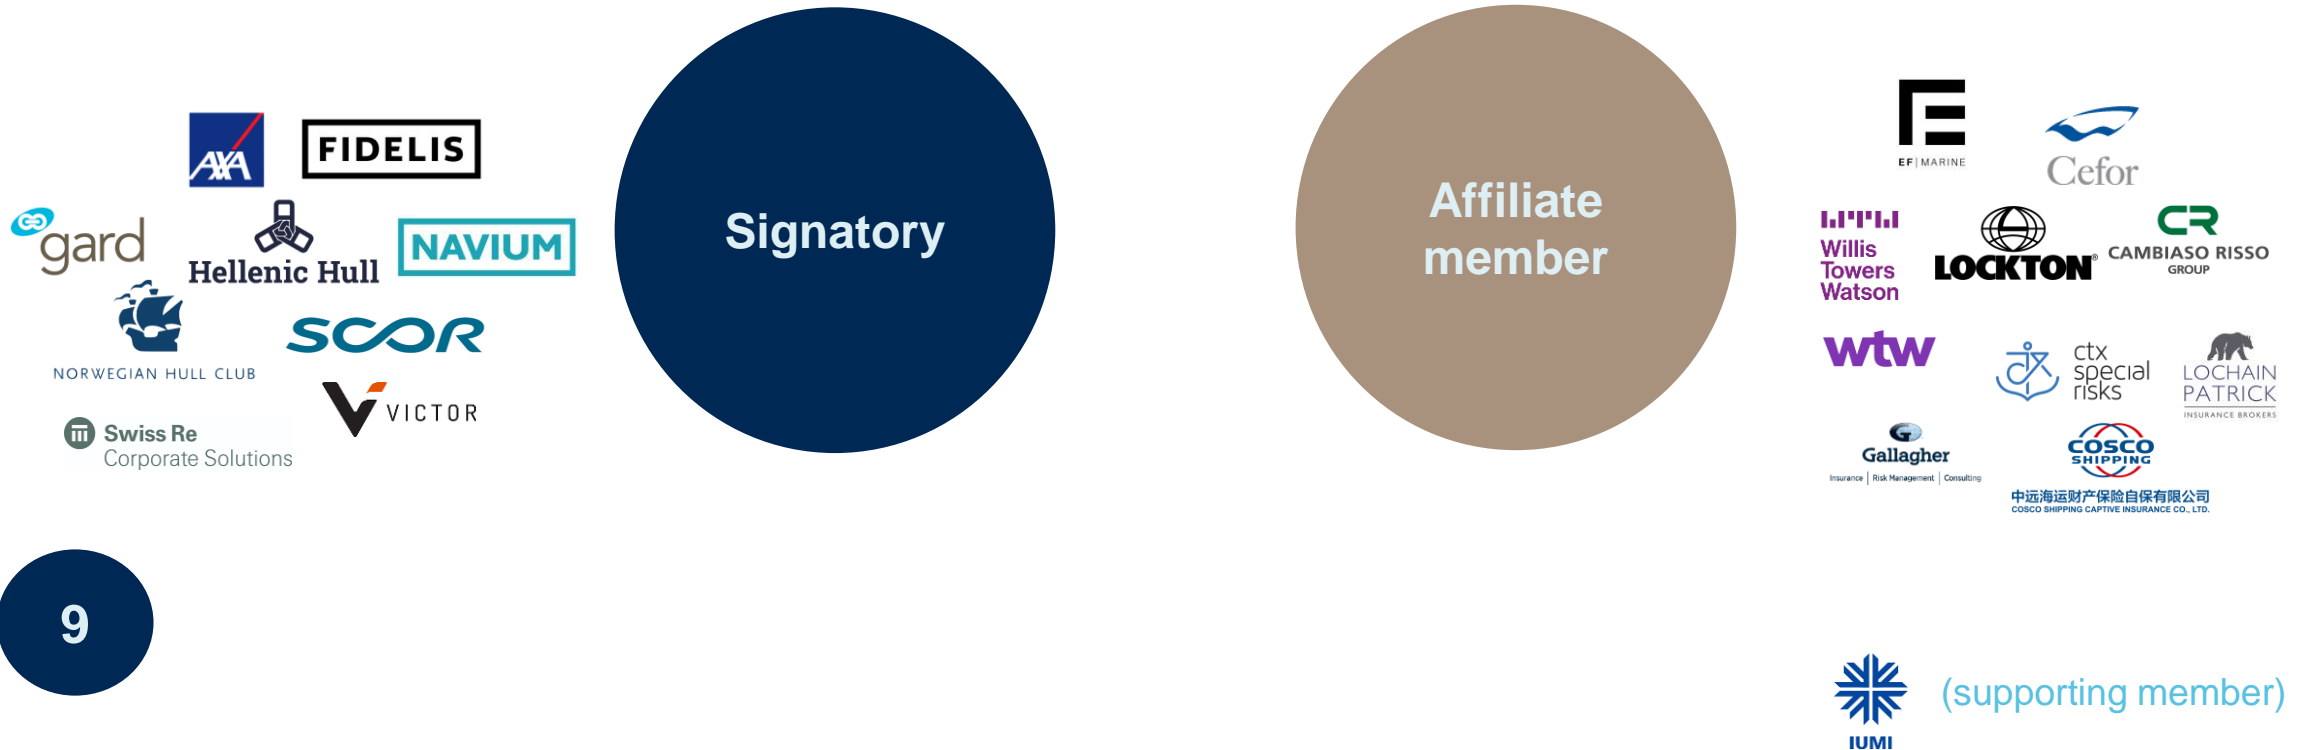 AXA
FIDELIS
gard
Hellenic Hull
NAVIUM
NORWEGIAN HULL CLUB
SCOR
VICTOR
Swiss Re
Corporate Solutions
9
Signatory
Affiliate
member
EF|MARINE
Cefor
Willis
Towers
Watson
LOCKTON®
CR
CAMBIASO RISSO
GROUP
wtw
ctx
special
risks
LOCHAIN
PATRICK
INSURANCE BROKERS
G
Gallagher
Insurance | Risk Management | Consulting
COSCO
SHIPPING
中远海运财产保险自保有限公司
COSCO SHIPPING CAPTIVE INSURANCE CO., LTD.
IUMI
(supporting member)